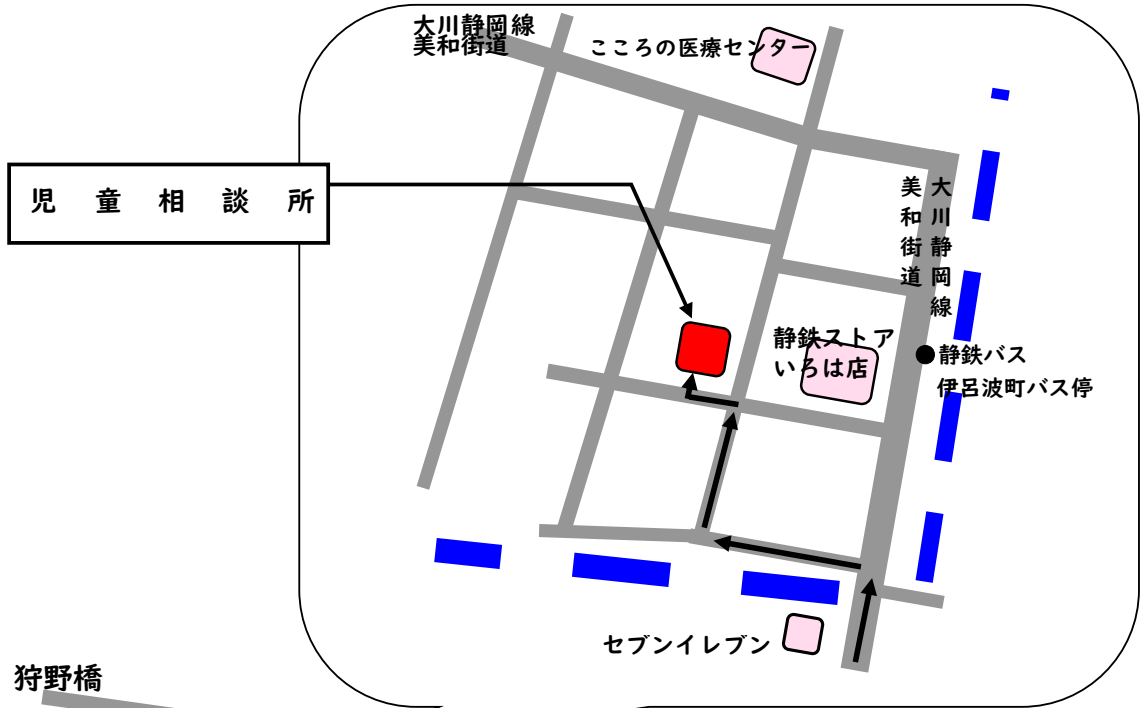 大川静岡線
美和街道
こころの医療センター
児童相談所
大川静岡線
美和街道
静鉄ストア
いろは店
静鉄バス
伊呂波町バス停
セブンイレブン
狩野橋